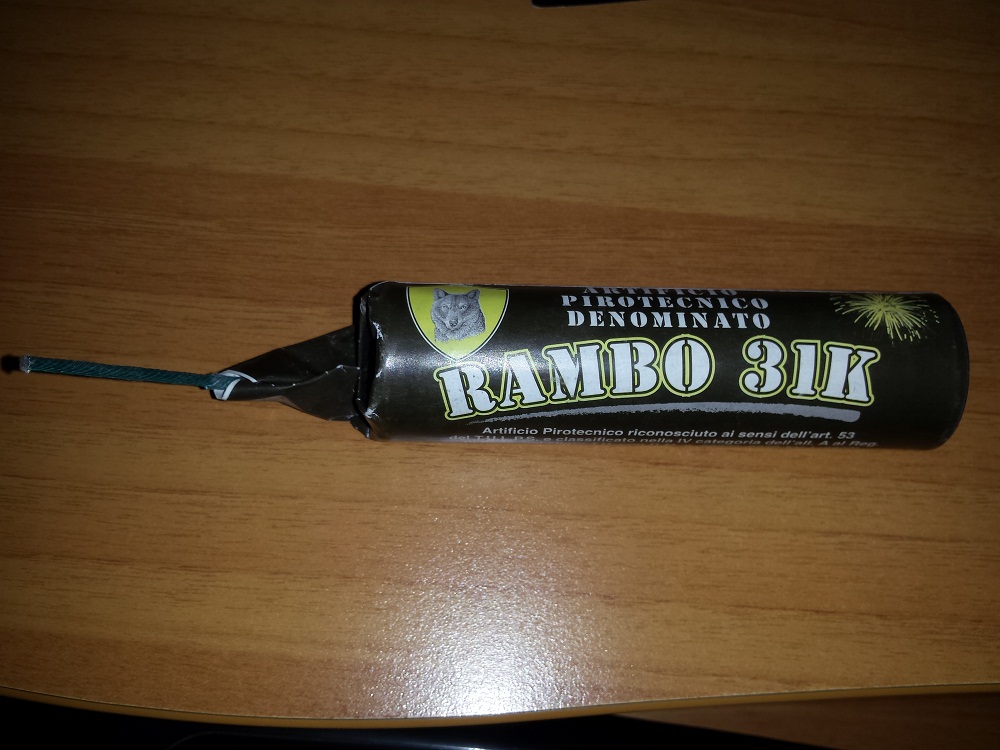 ARTIFICIO
PIROTECNICO
DENOMINATO
RAMBO 31K
Artificio Pirotecnico riconosciuto ai sensi dell'art. 53
del T.U.L.P.S. e classificato nella IV categoria dell'all. A al Reg.